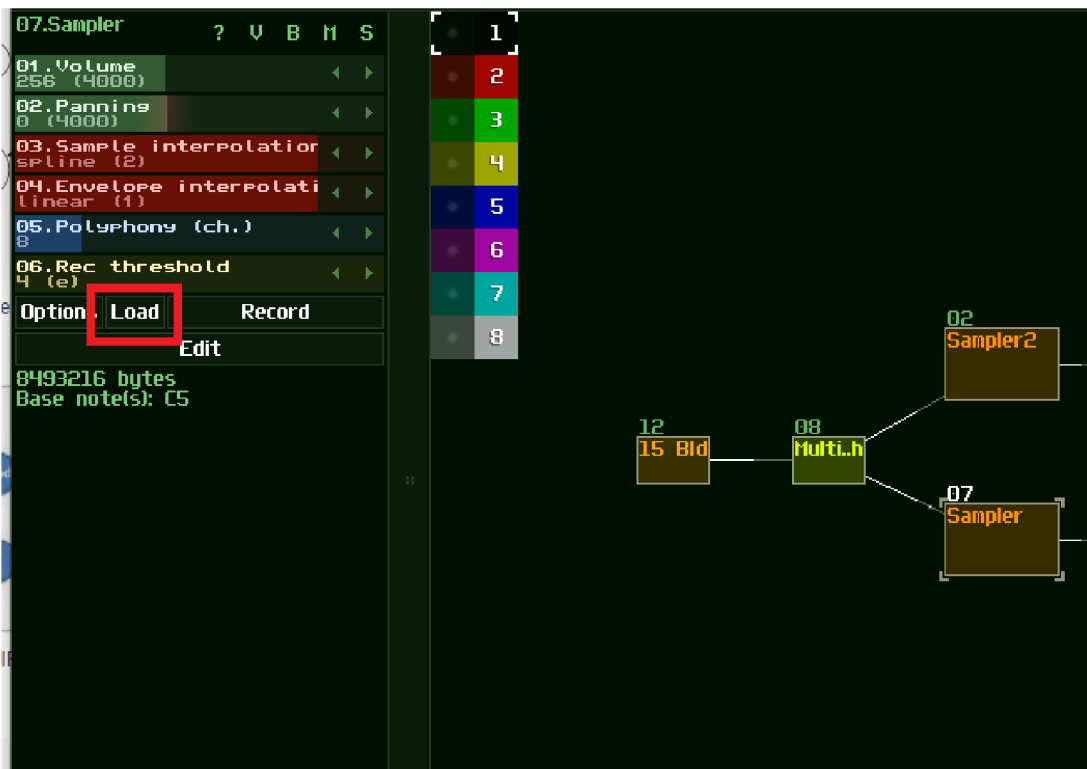 07.Sampler ? V B M S
01.Volume
256 (4000)
02.Panning
0 (4000)
03.Sample interpolation
spline (2)
04.Envelope interpolati
linear (1)
05.Polyphony (ch.)
8
06.Rec threshold
4 (e)
Option Load Record
Edit
8493216 bytes
Base note(s): C5
1
2
3
4
5
6
7
8
02
Sampler2
12
15 Bld
08
Multi..h
07
Sampler